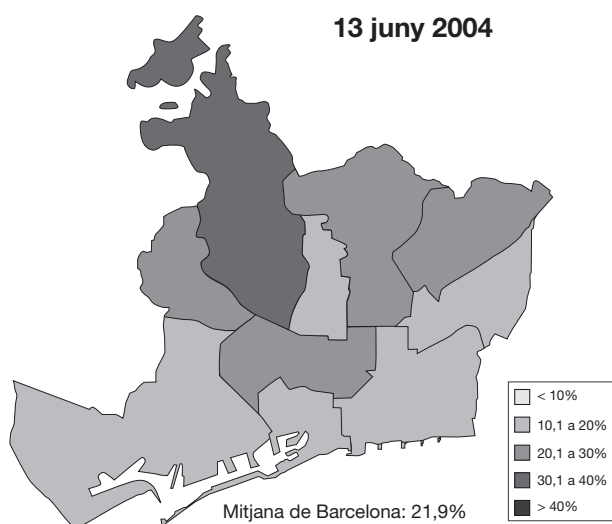 13 juny 2004
< 10%
10,1 a 20%
20,1 a 30%
30,1 a 40%
> 40%
Mitjana de Barcelona: 21,9%